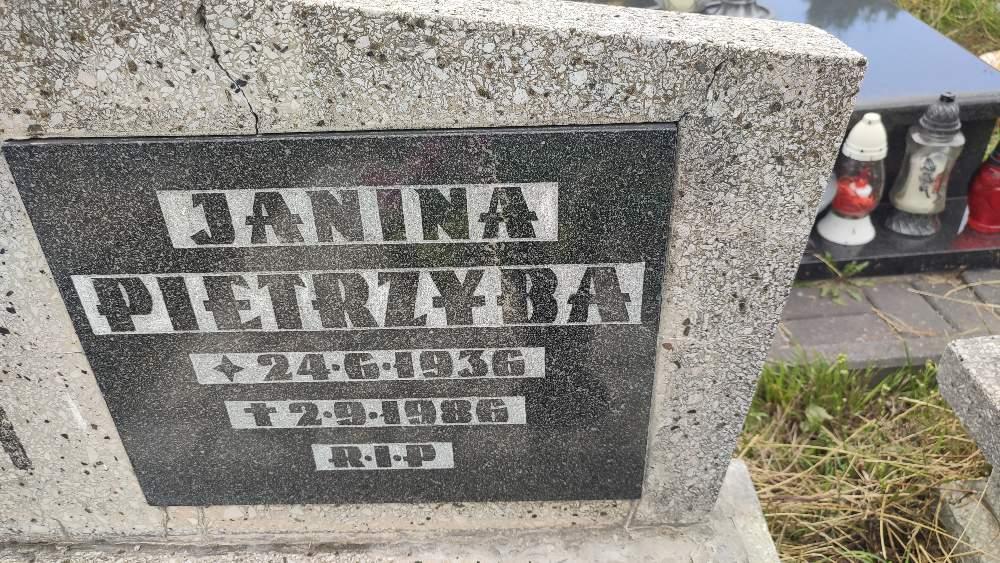 JANINA
PIETRZYBA
✦ 24·6·1936
✝ 2·9·1986
R·I·P